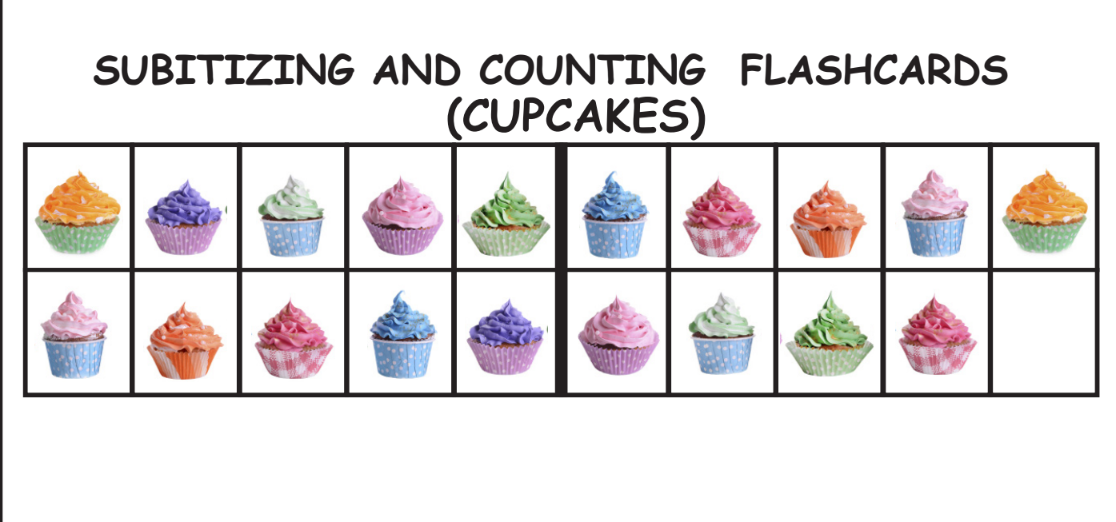 SUBITIZING AND COUNTING FLASHCARDS
(CUPCAKES)